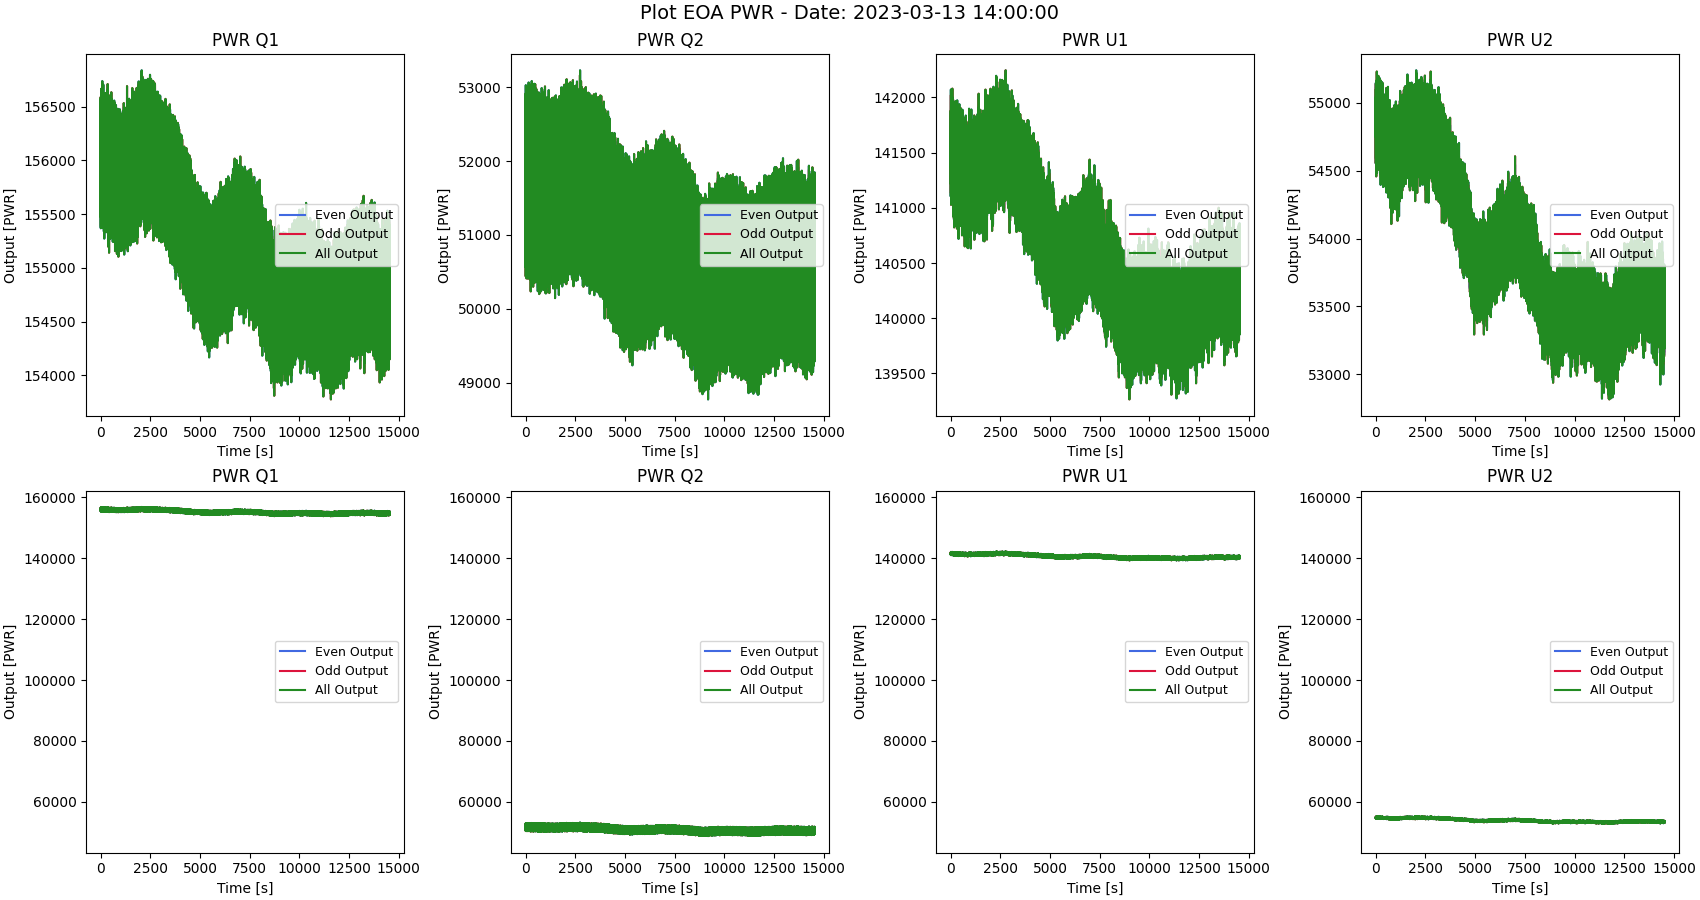 Plot EOA PWR - Date: 2023-03-13 14:00:00
PWR Q1
PWR Q2
PWR U1
PWR U2
Output [PWR]
156500
156000
155500
155000
154500
154000
Even Output
Odd Output
All Output
0 2500 5000 7500 10000 12500 15000
Time [s]
Output [PWR]
53000
52000
51000
50000
49000
Even Output
Odd Output
All Output
0 2500 5000 7500 10000 12500 15000
Time [s]
Output [PWR]
142000
141500
141000
140500
140000
139500
Even Output
Odd Output
All Output
0 2500 5000 7500 10000 12500 15000
Time [s]
Output [PWR]
55000
54500
54000
53500
53000
Even Output
Odd Output
All Output
0 2500 5000 7500 10000 12500 15000
Time [s]
PWR Q1
PWR Q2
PWR U1
PWR U2
Output [PWR]
160000
140000
120000
100000
80000
60000
Even Output
Odd Output
All Output
0 2500 5000 7500 10000 12500 15000
Time [s]
Output [PWR]
160000
140000
120000
100000
80000
60000
Even Output
Odd Output
All Output
0 2500 5000 7500 10000 12500 15000
Time [s]
Output [PWR]
160000
140000
120000
100000
80000
60000
Even Output
Odd Output
All Output
0 2500 5000 7500 10000 12500 15000
Time [s]
Output [PWR]
160000
140000
120000
100000
80000
60000
Even Output
Odd Output
All Output
0 2500 5000 7500 10000 12500 15000
Time [s]